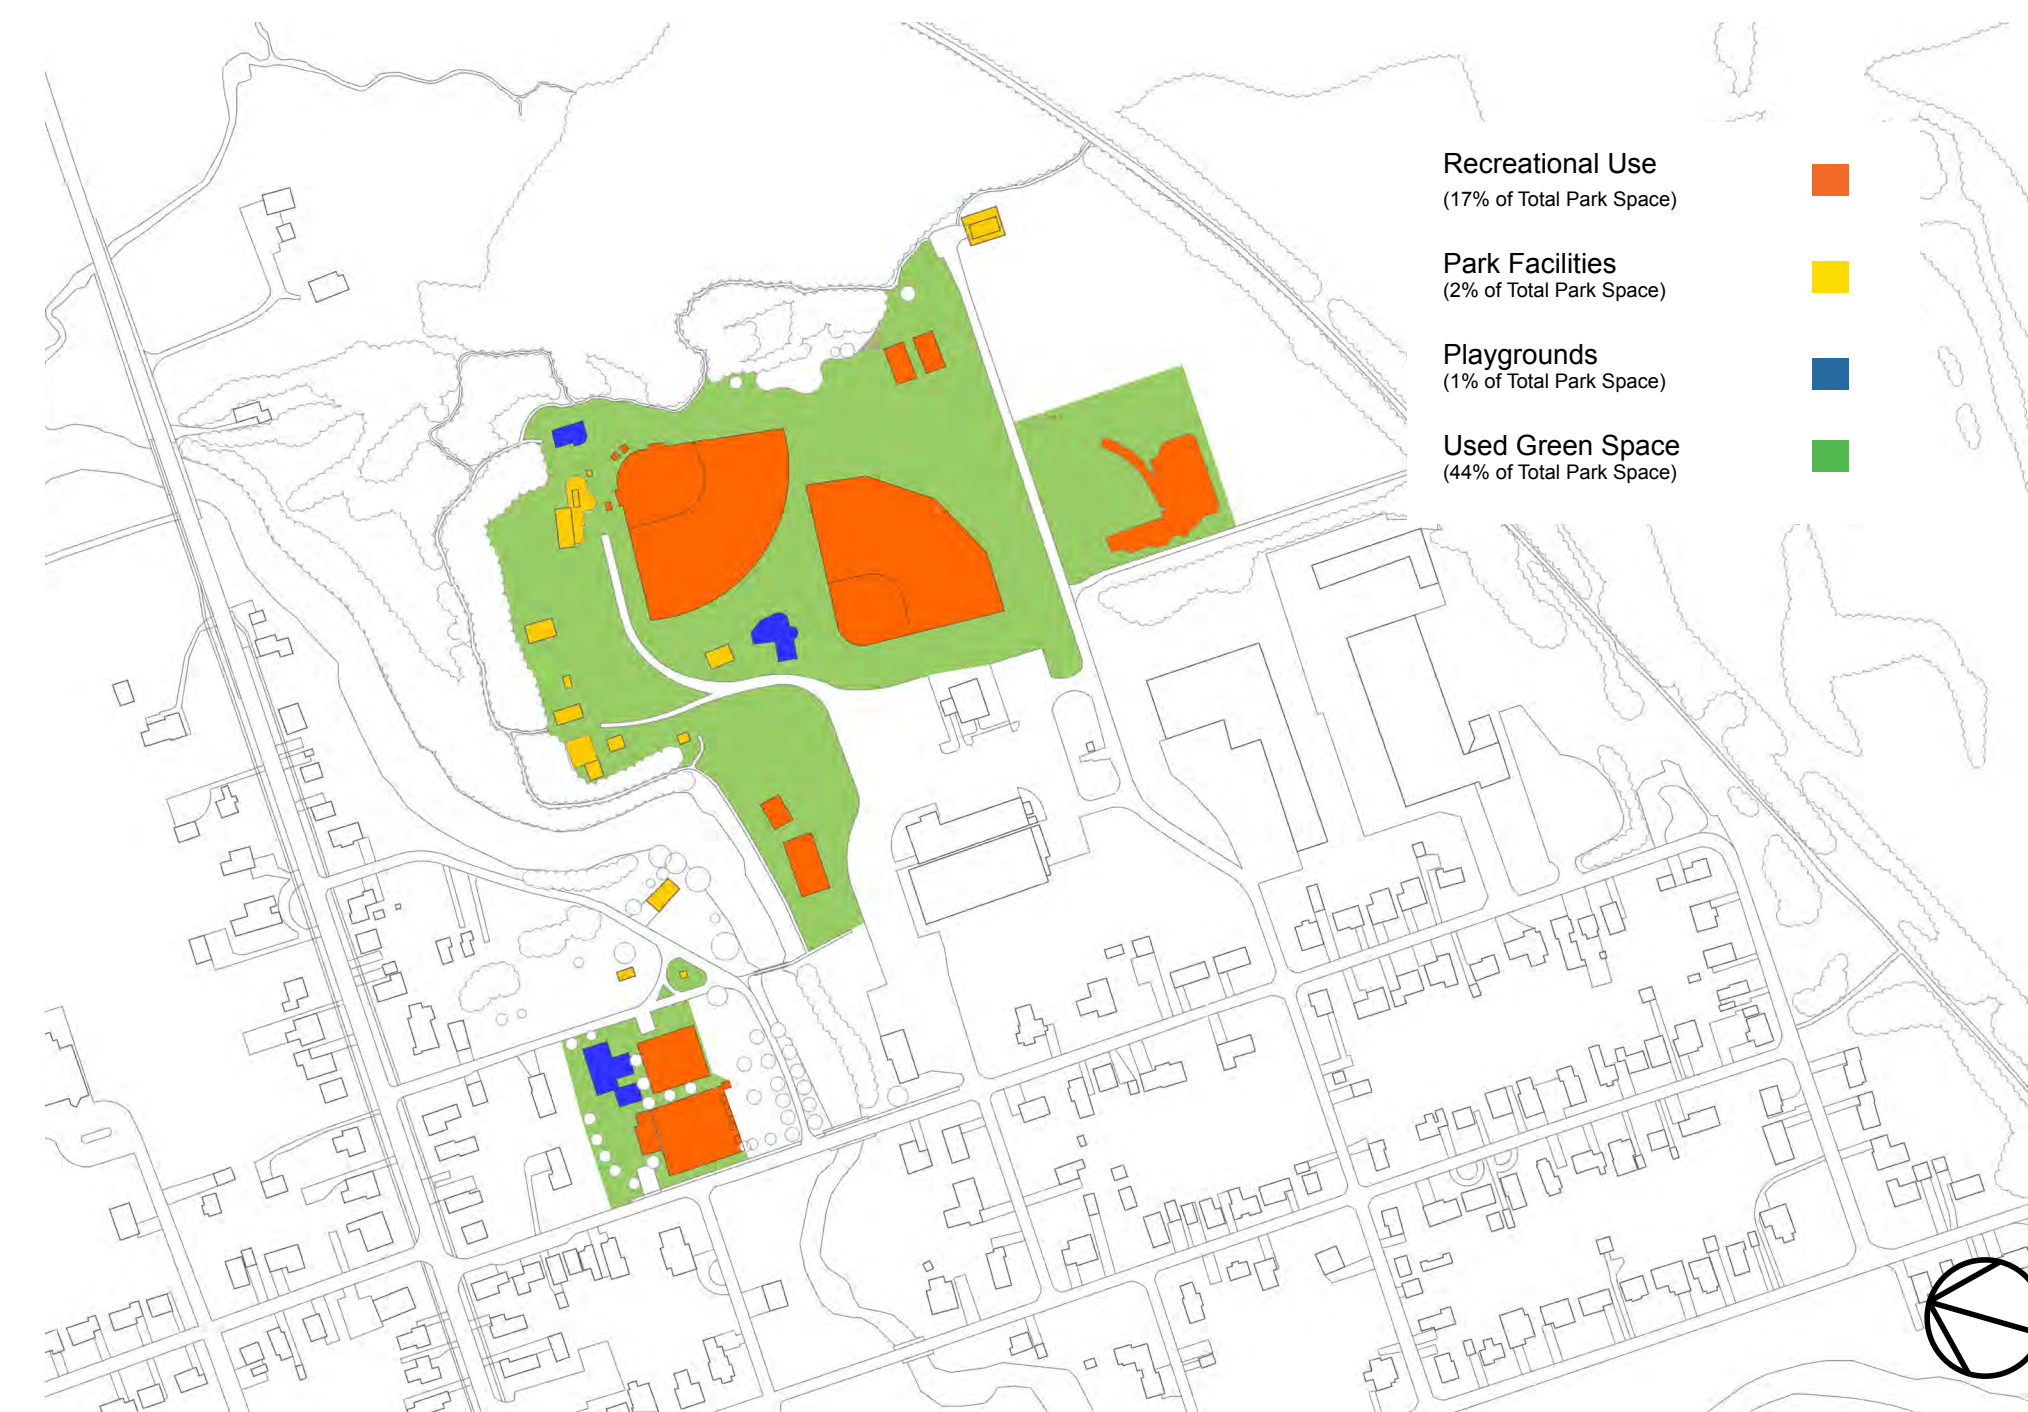 Recreational Use
(17% of Total Park Space)
Park Facilities
(2% of Total Park Space)
Playgrounds
(1% of Total Park Space)
Used Green Space
(44% of Total Park Space)